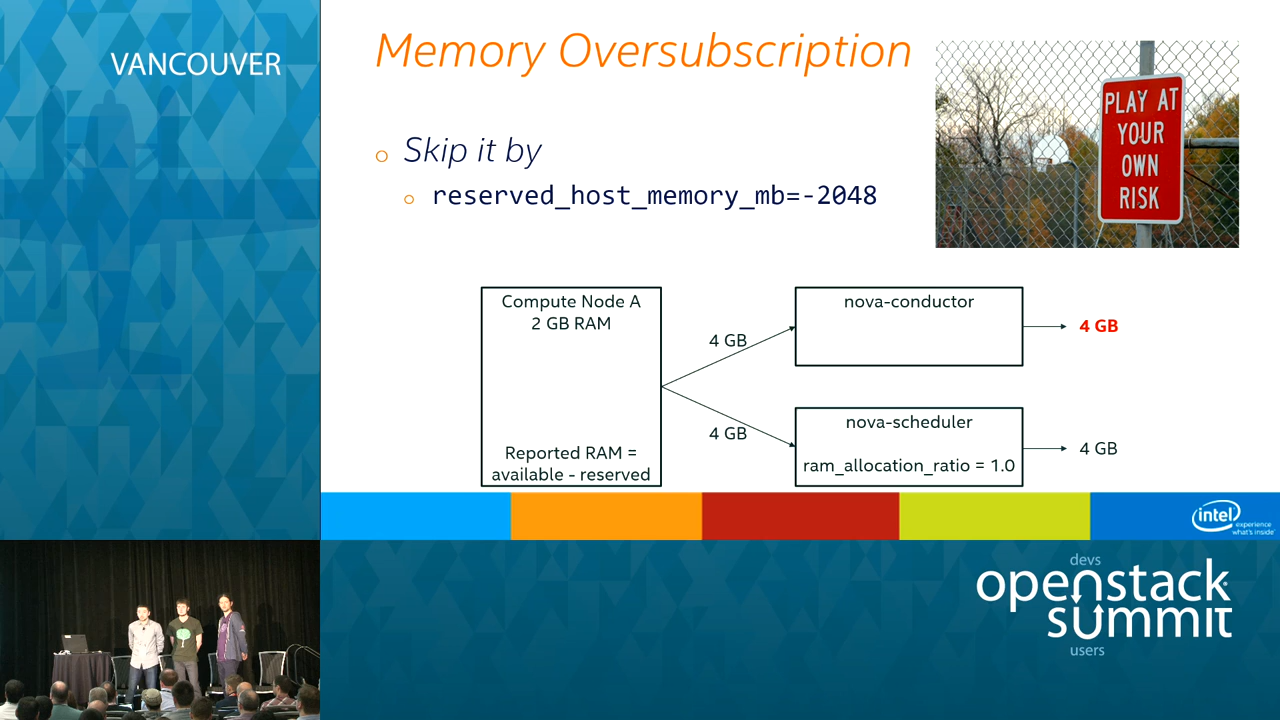 VANCOUVER
Memory Oversubscription
Skip it by
reserved_host_memory_mb=-2048
PLAY AT
YOUR
OWN
RISK
Compute Node A
2 GB RAM
Reported RAM =
available - reserved
4 GB
4 GB
nova-conductor
4 GB
nova-scheduler
ram_allocation_ratio = 1.0
4 GB
intel
experience
what's inside
devs
openstack
summit
users